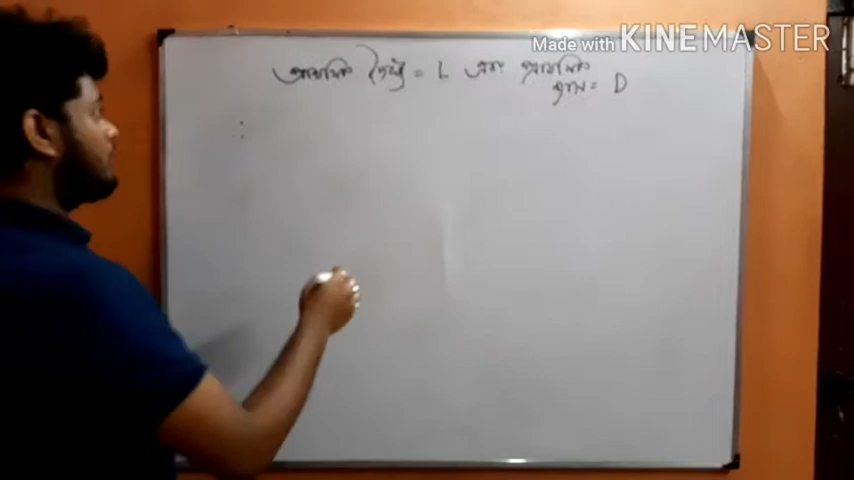 Made with KINEMASTER
প্রাথমিক দৈর্ঘ্য = L এবং প্রাথমিক
ব্যাস = D